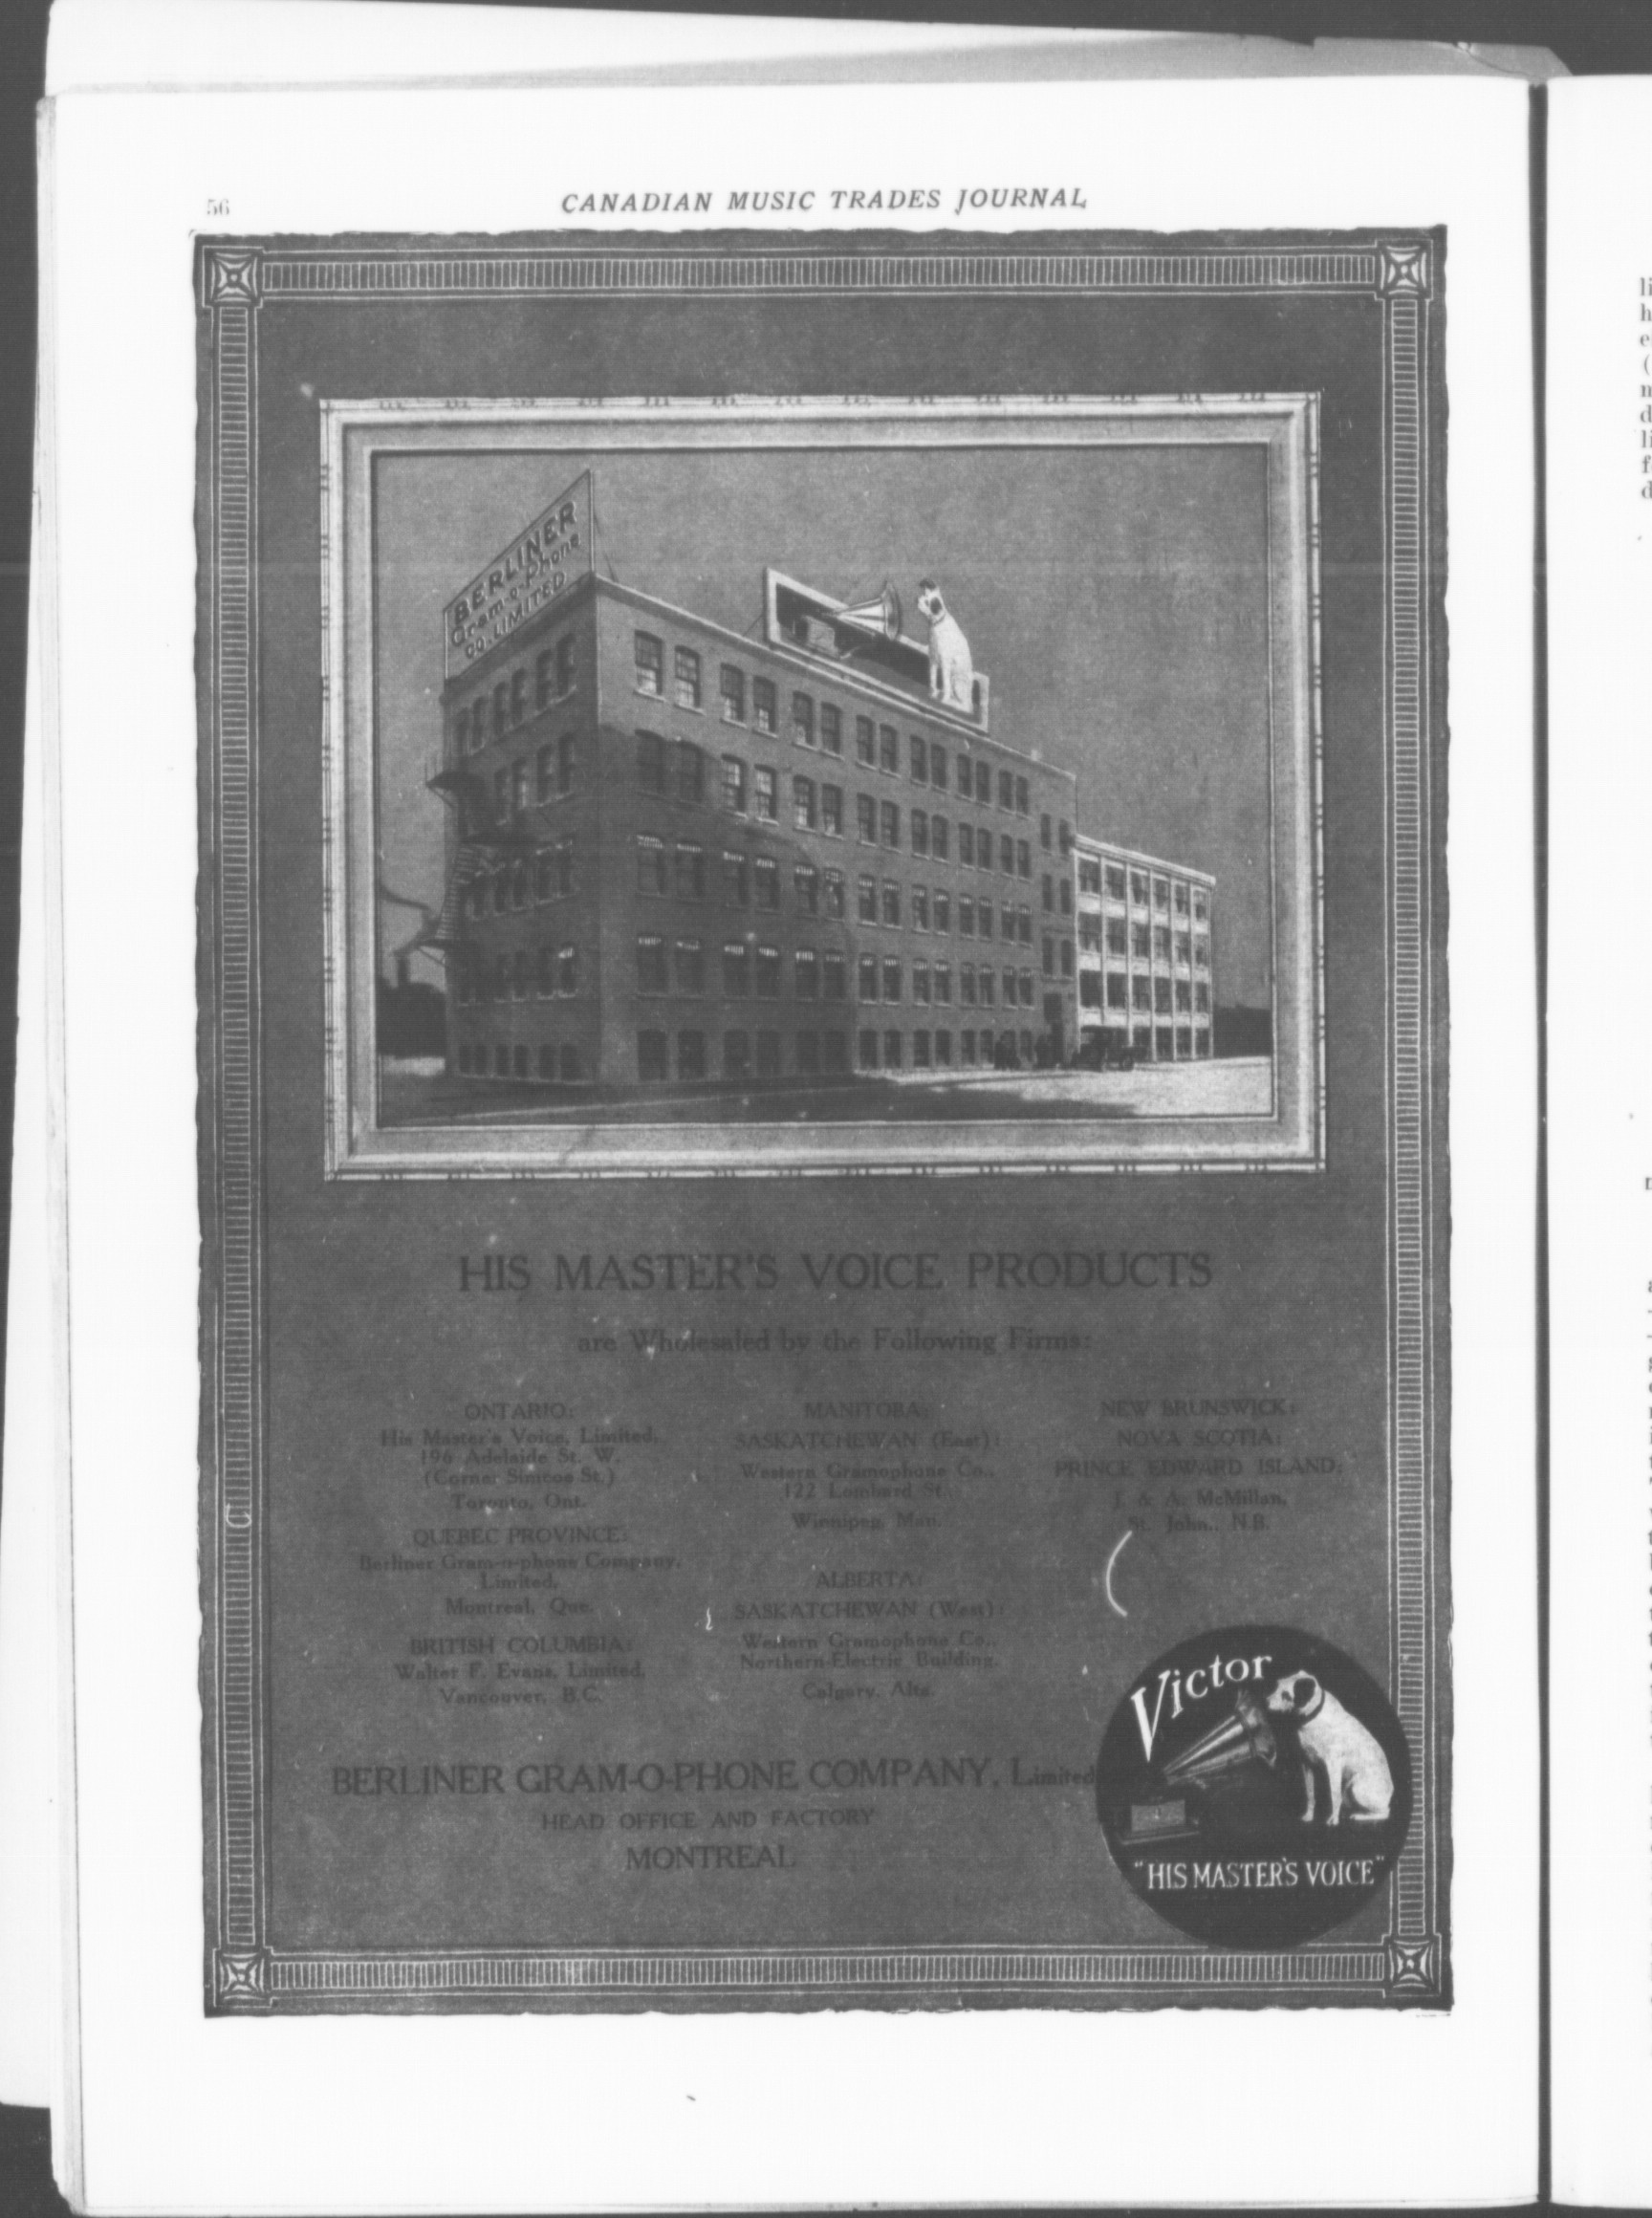 56
CANADIAN MUSIC TRADES JOURNAL
BERLINER
Gram-o-Phone
CO. LIMITED
HIS MASTER'S VOICE PRODUCTS
are Wholesaled by the Following Firms:
ONTARIO:
His Master's Voice, Limited,
196 Adelaide St. W.
(Corner Simcoe St.)
Toronto, Ont.
QUEBEC PROVINCE:
Berliner Gram-o-phone Company,
Limited,
Montreal, Que.
BRITISH COLUMBIA:
Walter F. Evans, Limited,
Vancouver, B.C.
MANITOBA:
SASKATCHEWAN (East):
Western Gramophone Co.,
122 Lombard St.
Winnipeg, Man.
ALBERTA:
SASKATCHEWAN (West):
Western Gramophone Co.,
Northern Electric Building,
Calgary, Alta.
NEW BRUNSWICK:
NOVA SCOTIA:
PRINCE EDWARD ISLAND:
J. & A. McMillan,
St. John., N.B.
BERLINER GRAM-O-PHONE COMPANY, Limited
HEAD OFFICE AND FACTORY
MONTREAL
Victor
"HIS MASTER'S VOICE"